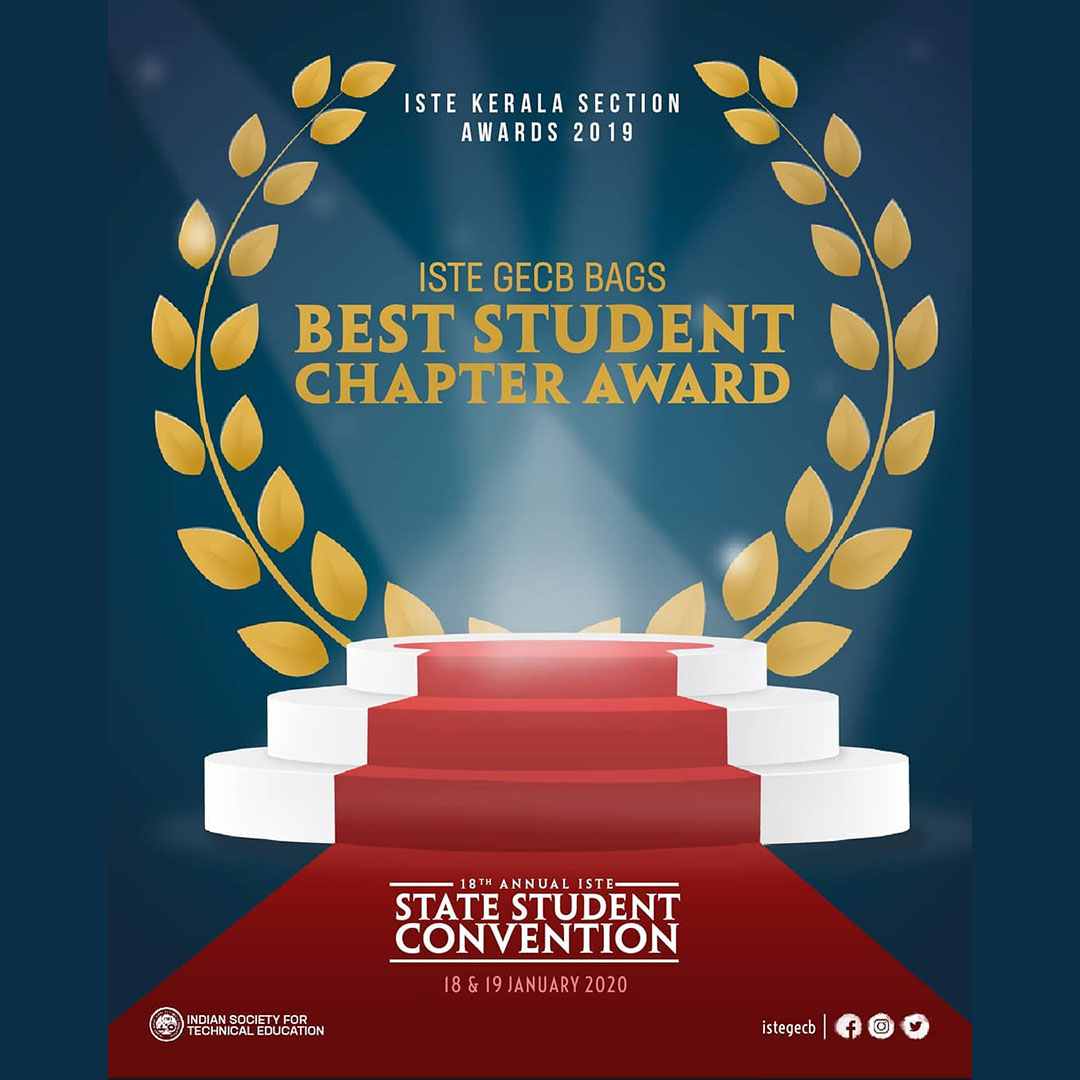 ISTE KERALA SECTION
AWARDS 2019
ISTE GECB BAGS
BEST STUDENT
CHAPTER AWARD
18TH ANNUAL ISTE
STATE STUDENT
CONVENTION
18 & 19 JANUARY 2020
INDIAN SOCIETY FOR
TECHNICAL EDUCATION
istegecb